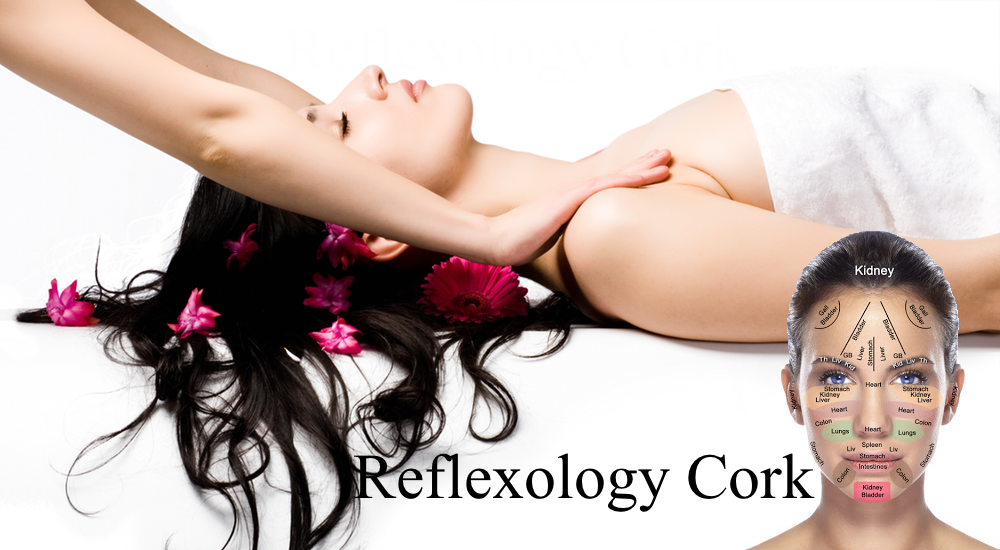 Reflexology Cork
Kidney
Gall
Bladder
Gall
Bladder
Bladder
Bladder
Liver
Stomach
Liver
GB
GB
Th Liv Kid
Kid Liv Th
Heart
Stomach
Kidney
Liver
Stomach
Kidney
Liver
Kidney
Kidney
Heart
Heart
Colon
Colon
Lungs
Heart
Lungs
Spleen
Liv
Liv
Stomach
Stomach
Stomach
Intestines
Colon
Colon
Kidney
Bladder